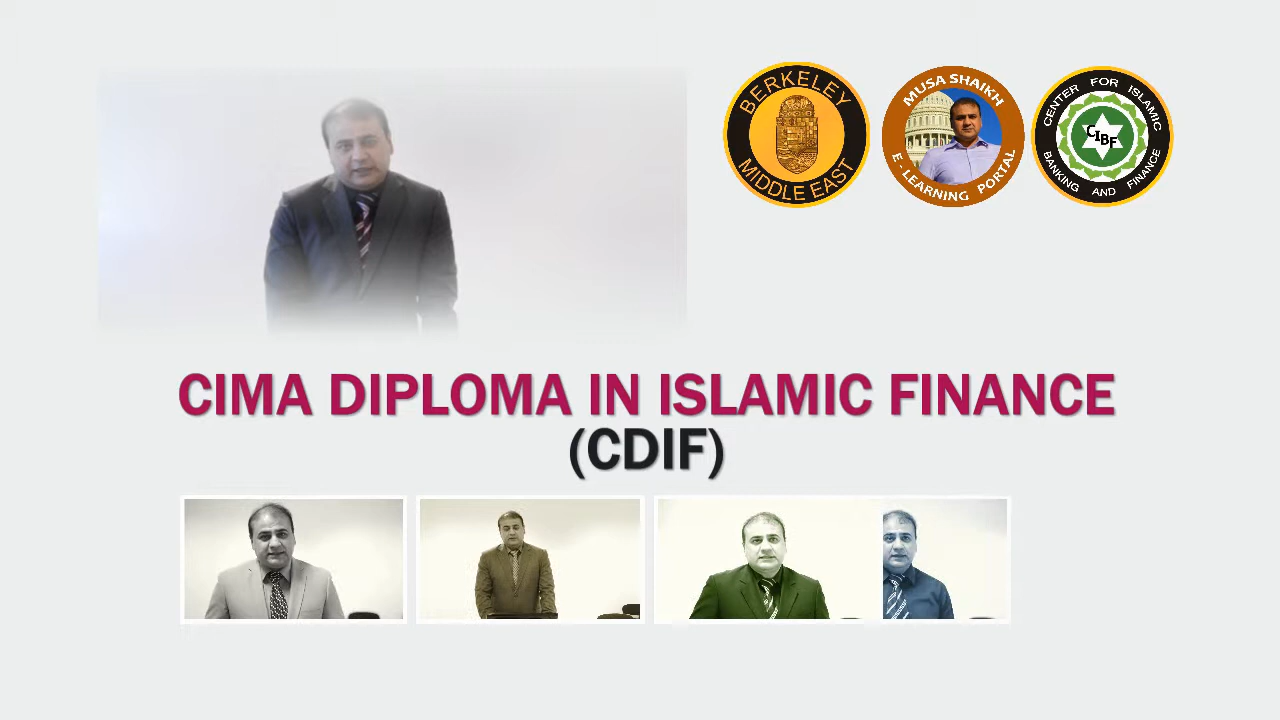 BERKELEY
MIDDLE EAST
MUSA SHAIKH
E - LEARNING PORTAL
CENTER FOR ISLAMIC
BANKING AND FINANCE
CIBF
CIMA DIPLOMA IN ISLAMIC FINANCE
(CDIF)